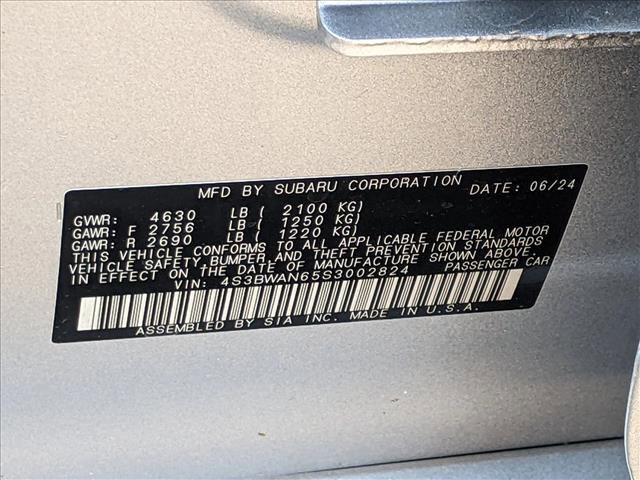 MFD BY SUBARU CORPORATION DATE: 06/24
GVWR: 4630 LB ( 2100 KG)
GAWR: F 2756 LB ( 1250 KG)
GAWR: R 2690 LB ( 1220 KG)
THIS VEHICLE CONFORMS TO ALL APPLICABLE FEDERAL MOTOR
VEHICLE SAFETY, BUMPER, AND THEFT PREVENTION STANDARDS
IN EFFECT ON THE DATE OF MANUFACTURE SHOWN ABOVE.
VIN: 4S3BWAN65S3002824 PASSENGER CAR
ASSEMBLED BY SIA INC. MADE IN U.S.A.